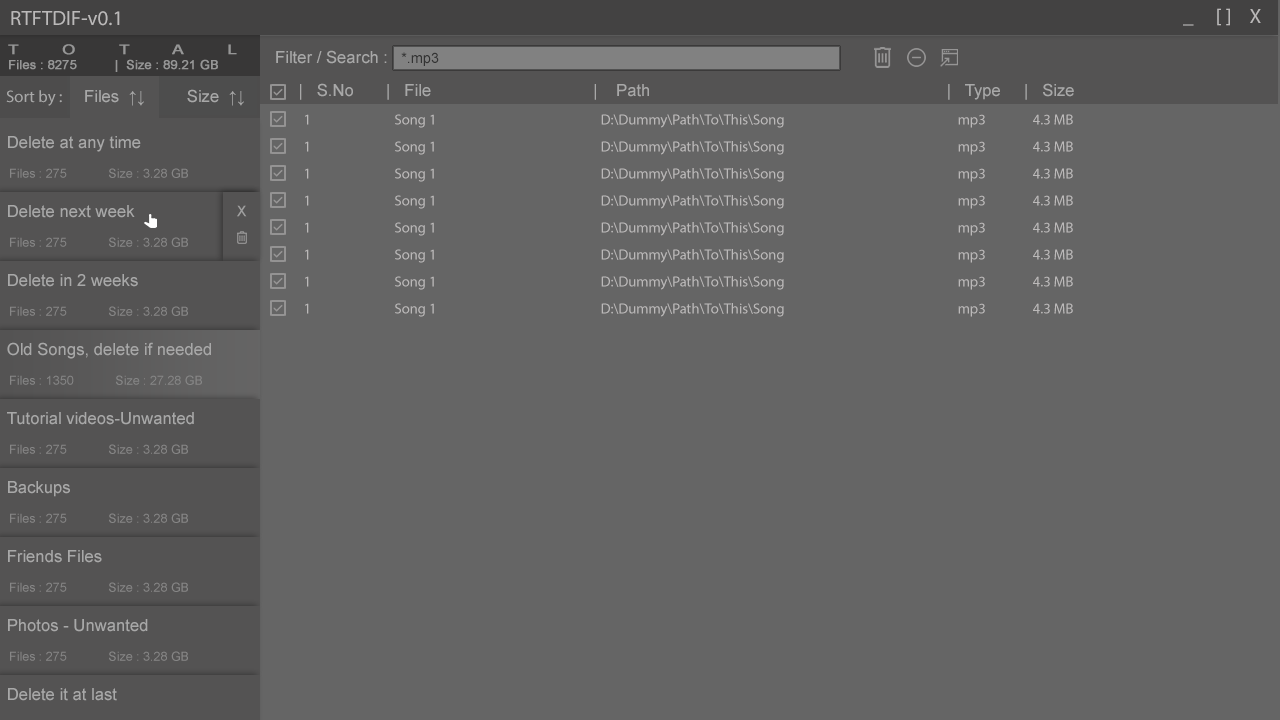 RTFTDIF-v0.1
_ [ ] X
T O T A L
Files : 8275 | Size : 89.21 GB
Sort by : Files Size
Delete at any time
Files : 275 Size : 3.28 GB
Delete next week X
Files : 275 Size : 3.28 GB
Delete in 2 weeks
Files : 275 Size : 3.28 GB
Old Songs, delete if needed
Files : 1350 Size : 27.28 GB
Tutorial videos-Unwanted
Files : 275 Size : 3.28 GB
Backups
Files : 275 Size : 3.28 GB
Friends Files
Files : 275 Size : 3.28 GB
Photos - Unwanted
Files : 275 Size : 3.28 GB
Delete it at last
Filter / Search : *.mp3
| S.No | File | Path | Type | Size
1 Song 1 D:\Dummy\Path\To\This\Song mp3 4.3 MB
1 Song 1 D:\Dummy\Path\To\This\Song mp3 4.3 MB
1 Song 1 D:\Dummy\Path\To\This\Song mp3 4.3 MB
1 Song 1 D:\Dummy\Path\To\This\Song mp3 4.3 MB
1 Song 1 D:\Dummy\Path\To\This\Song mp3 4.3 MB
1 Song 1 D:\Dummy\Path\To\This\Song mp3 4.3 MB
1 Song 1 D:\Dummy\Path\To\This\Song mp3 4.3 MB
1 Song 1 D:\Dummy\Path\To\This\Song mp3 4.3 MB